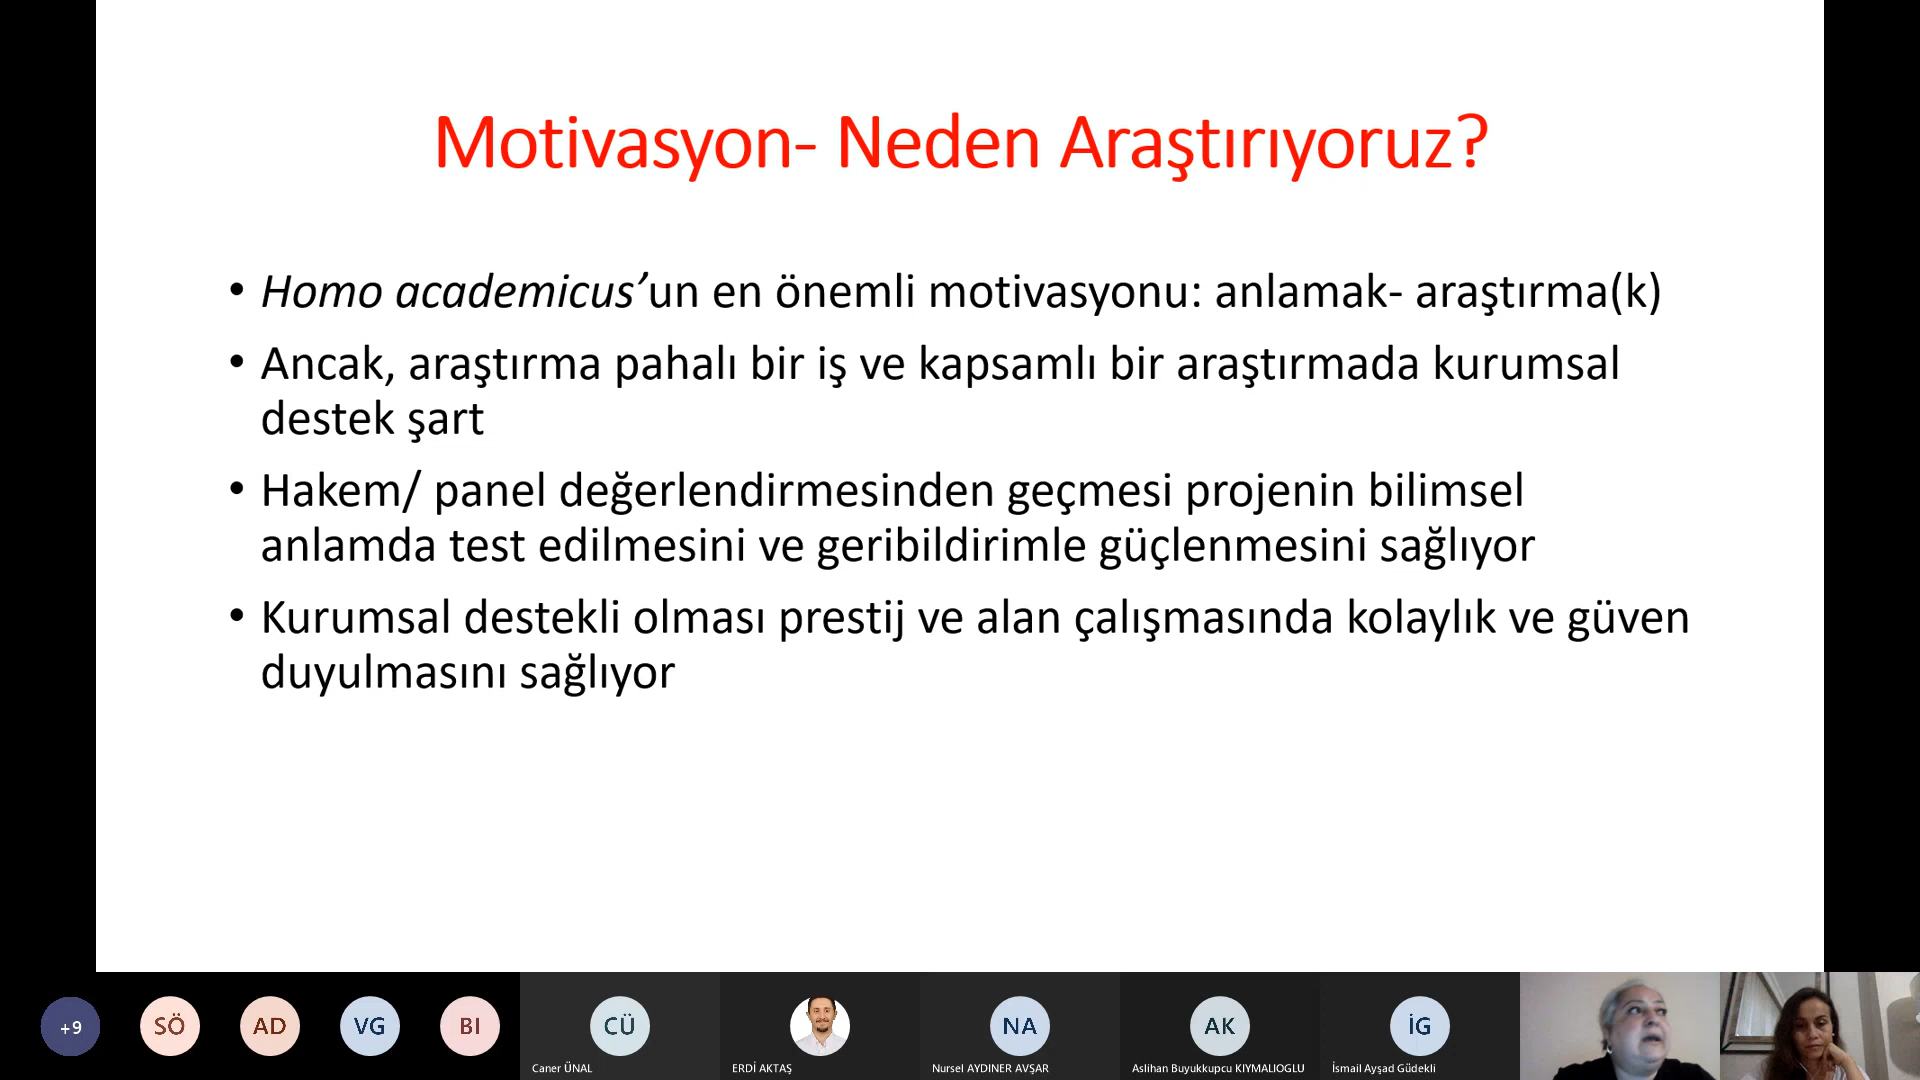 Motivasyon- Neden Araştırıyoruz?
• Homo academicus’un en önemli motivasyonu: anlamak- araştırma(k)
• Ancak, araştırma pahalı bir iş ve kapsamlı bir araştırmada kurumsal
destek şart
• Hakem/ panel değerlendirmesinden geçmesi projenin bilimsel
anlamda test edilmesini ve geribildirimle güçlenmesini sağlıyor
• Kurumsal destekli olması prestij ve alan çalışmasında kolaylık ve güven
duyulmasını sağlıyor
+9
SÖ
AD
VG
BI
CÜ
NA
AK
İG
Caner ÜNAL
ERDİ AKTAŞ
Nursel AYDINER AVŞAR
Aslihan Buyukkupcu KIYMALIOGLU
İsmail Ayşad Güdekli